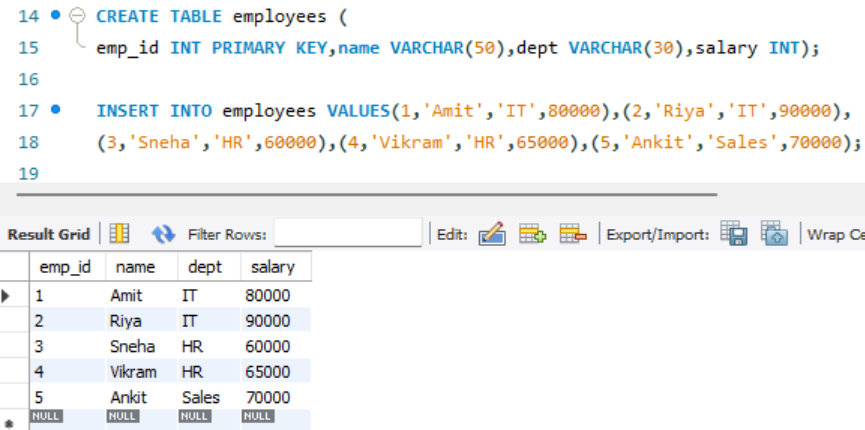 14 CREATE TABLE employees (
15 emp_id INT PRIMARY KEY,name VARCHAR(50),dept VARCHAR(30),salary INT);
16
17 INSERT INTO employees VALUES(1,'Amit','IT',80000),(2,'Riya','IT',90000),
18 (3,'Sneha','HR',60000),(4,'Vikram','HR',65000),(5,'Ankit','Sales',70000);
19
Result Grid Filter Rows: Edit: Export/Import: Wrap Ce
emp_id name dept salary
1 Amit IT 80000
2 Riya IT 90000
3 Sneha HR 60000
4 Vikram HR 65000
5 Ankit Sales 70000
NULL NULL NULL NULL